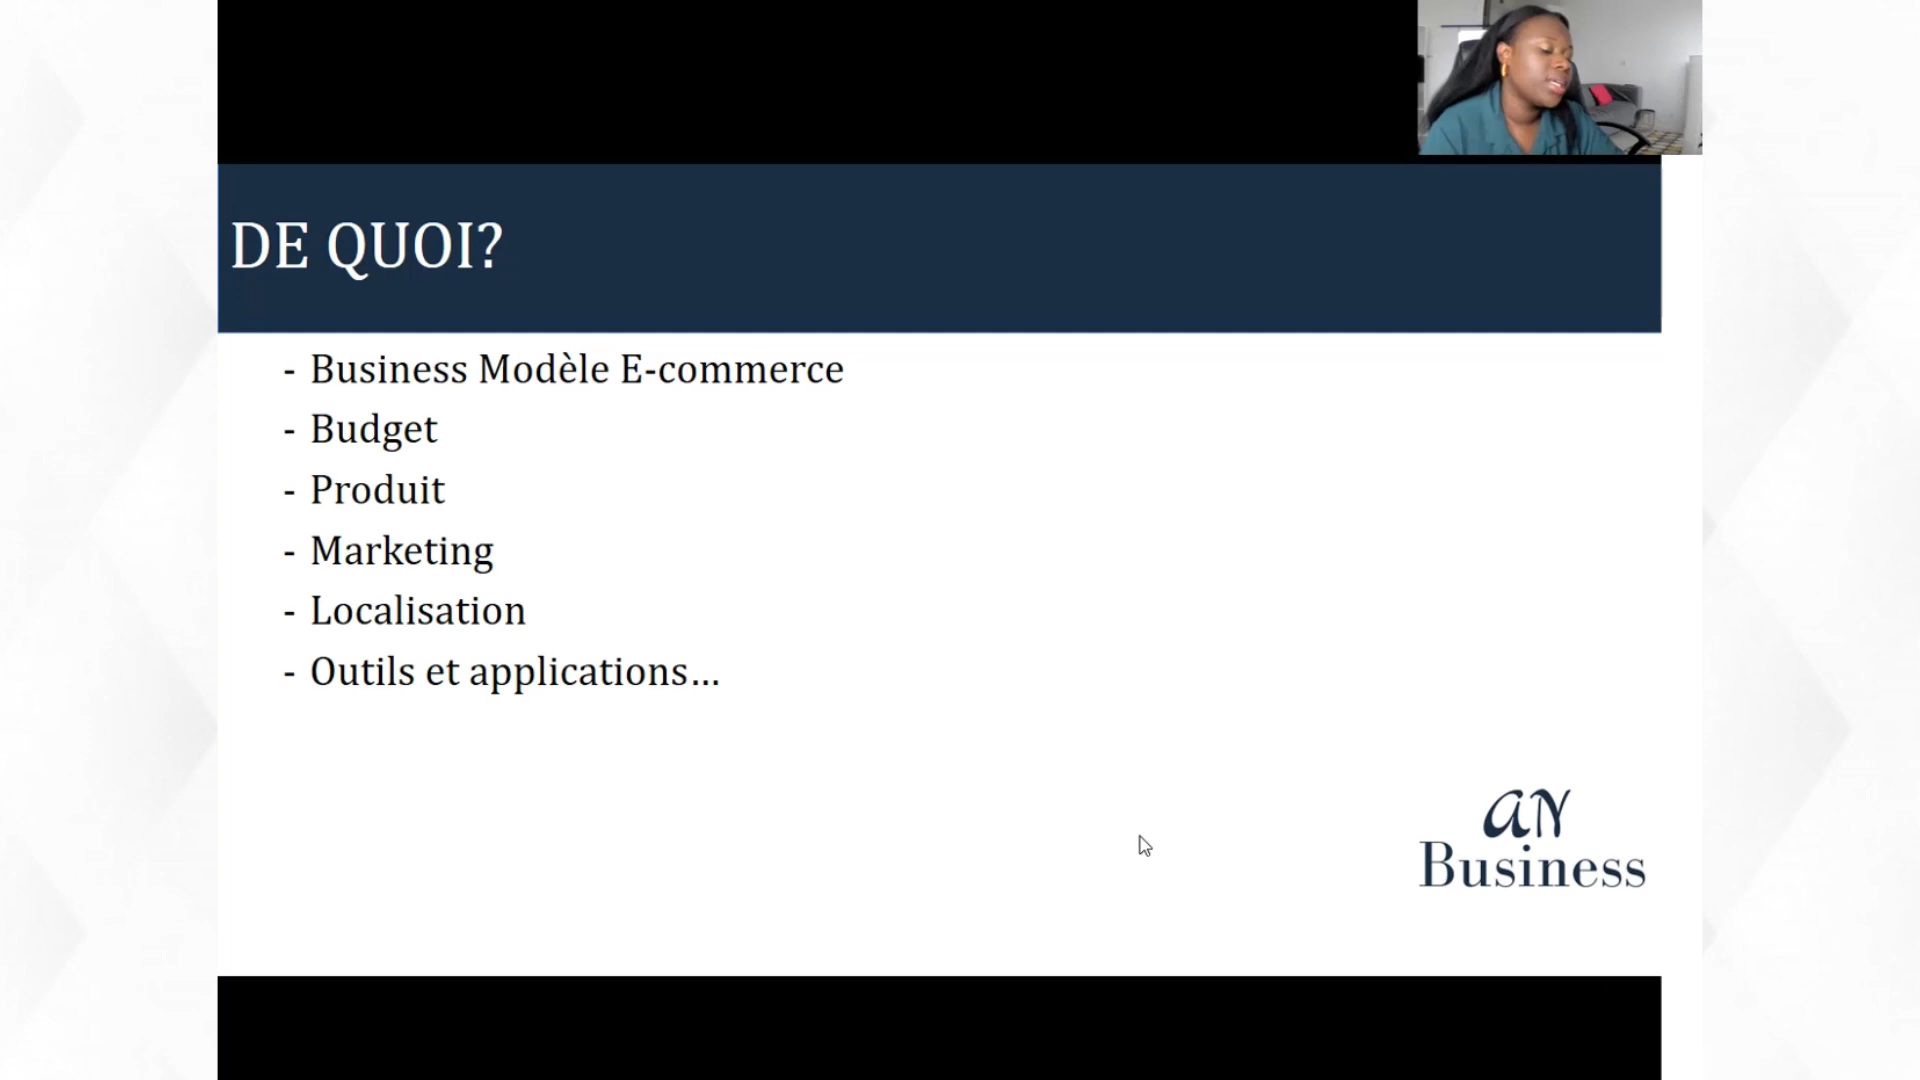 DE QUOI?
- Business Modèle E-commerce
- Budget
- Produit
- Marketing
- Localisation
- Outils et applications...
aN
Business